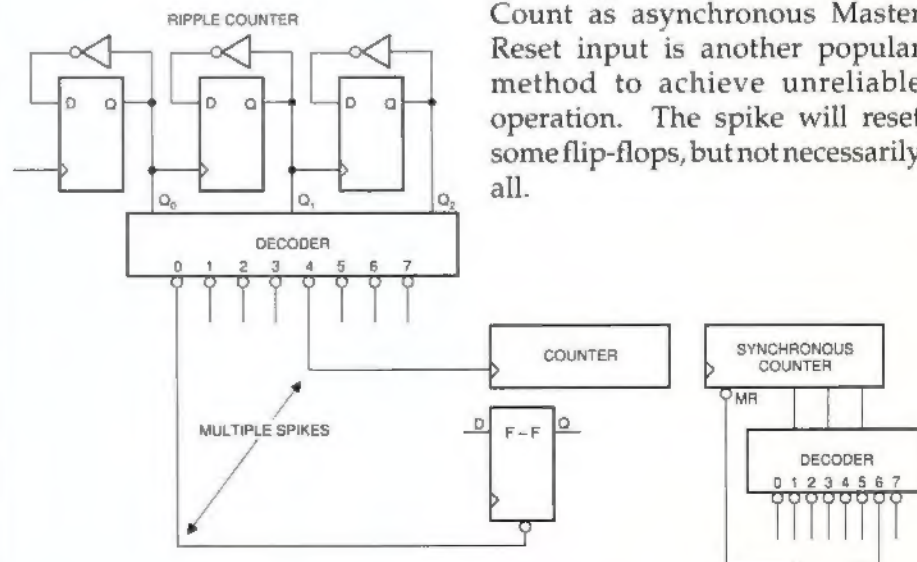 RIPPLE COUNTER
Count as asynchronous Master
Reset input is another popular
method to achieve unreliable
operation. The spike will reset
some flip-flops, but not necessarily
all.
D Q D Q D Q
Q0 Q1 Q2
DECODER
0 1 2 3 4 5 6 7
COUNTER
SYNCHRONOUS
COUNTER
MR
MULTIPLE SPIKES
D F-F Q
DECODER
0 1 2 3 4 5 6 7